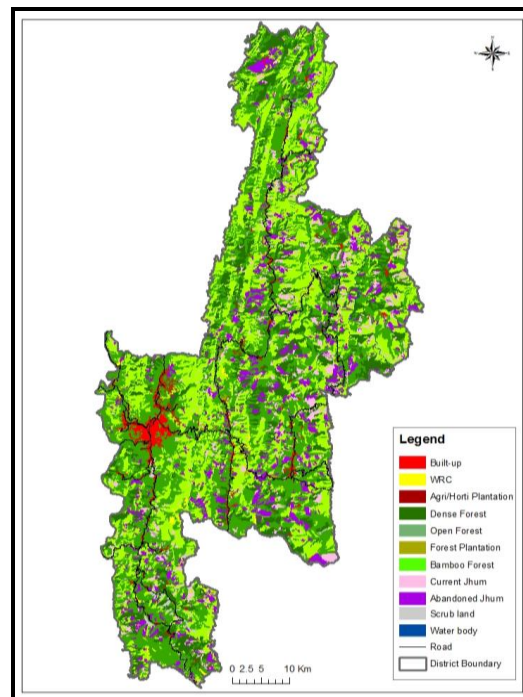 Legend
Built-up
WRC
Agri/Horti Plantation
Dense Forest
Open Forest
Forest Plantation
Bamboo Forest
Current Jhum
Abandoned Jhum
Scrub land
Water body
Road
District Boundary
0 2.5 5 10 Km